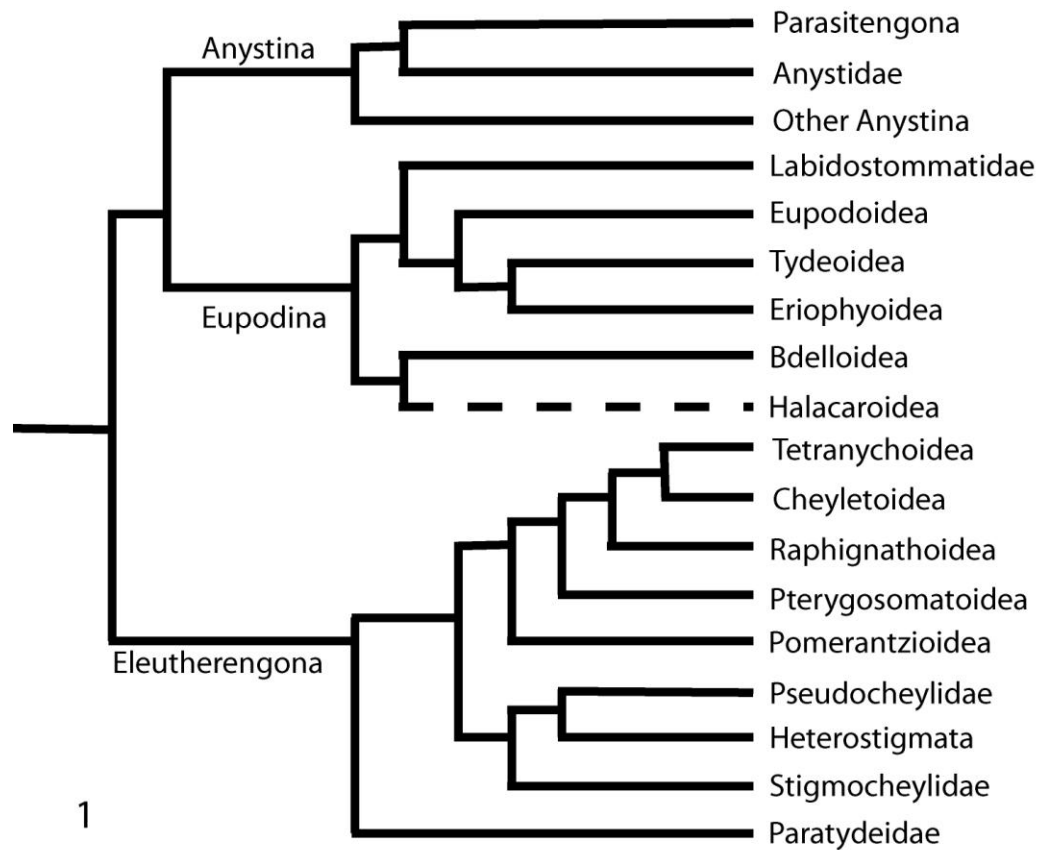 Parasitengona
Anystina
Anystidae
Other Anystina
Labidostommatidae
Eupodoidea
Tydeoidea
Eupodina
Eriophyoidea
Bdelloidea
Halacaroidea
Tetranychoidea
Cheyletoidea
Raphignathoidea
Pterygosomatoidea
Pomerantzioidea
Eleutherengona
Pseudocheylidae
Heterostigmata
Stigmocheylidae
1
Paratydeidae